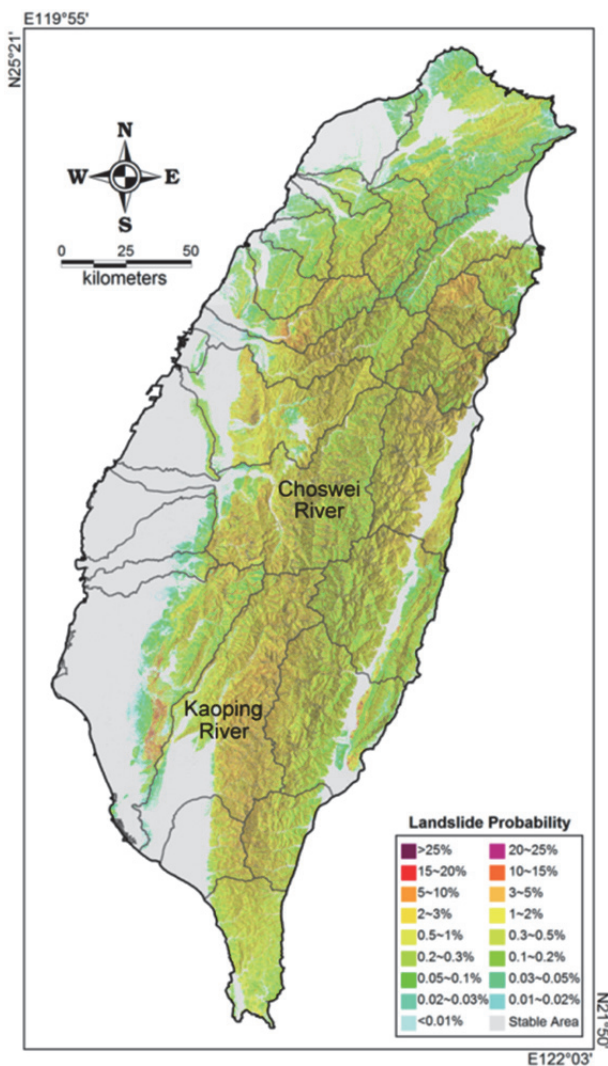 E119°55'
N25°21'
N
W E
S
0 25 50
kilometers
Choswei
River
Kaoping
River
Landslide Probability
>25% 20~25%
15~20% 10~15%
5~10% 3~5%
2~3% 1~2%
0.5~1% 0.3~0.5%
0.2~0.3% 0.1~0.2%
0.05~0.1% 0.03~0.05%
0.02~0.03% 0.01~0.02%
<0.01% Stable Area
N21°50'
E122°03'